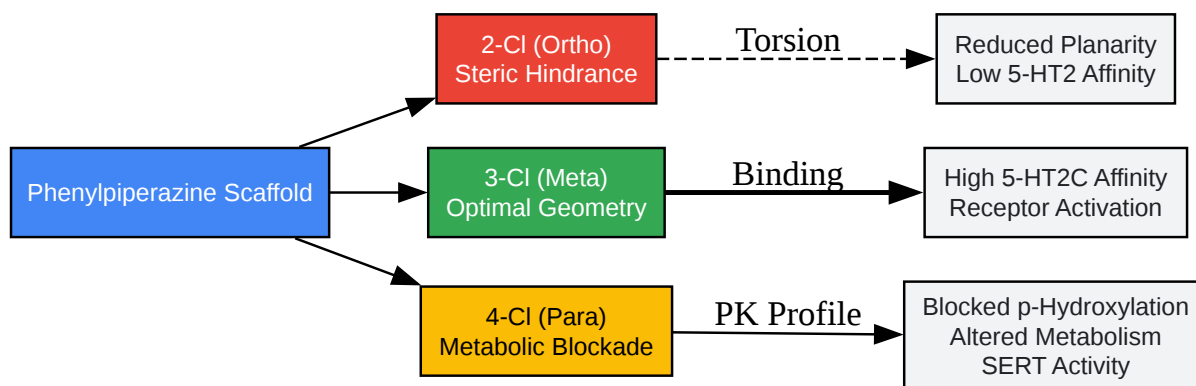 2-Cl (Ortho)
Steric Hindrance
Torsion
Reduced Planarity
Low 5-HT2 Affinity
Phenylpiperazine Scaffold
3-Cl (Meta)
Optimal Geometry
Binding
High 5-HT2C Affinity
Receptor Activation
4-Cl (Para)
Metabolic Blockade
PK Profile
Blocked p-Hydroxylation
Altered Metabolism
SERT Activity